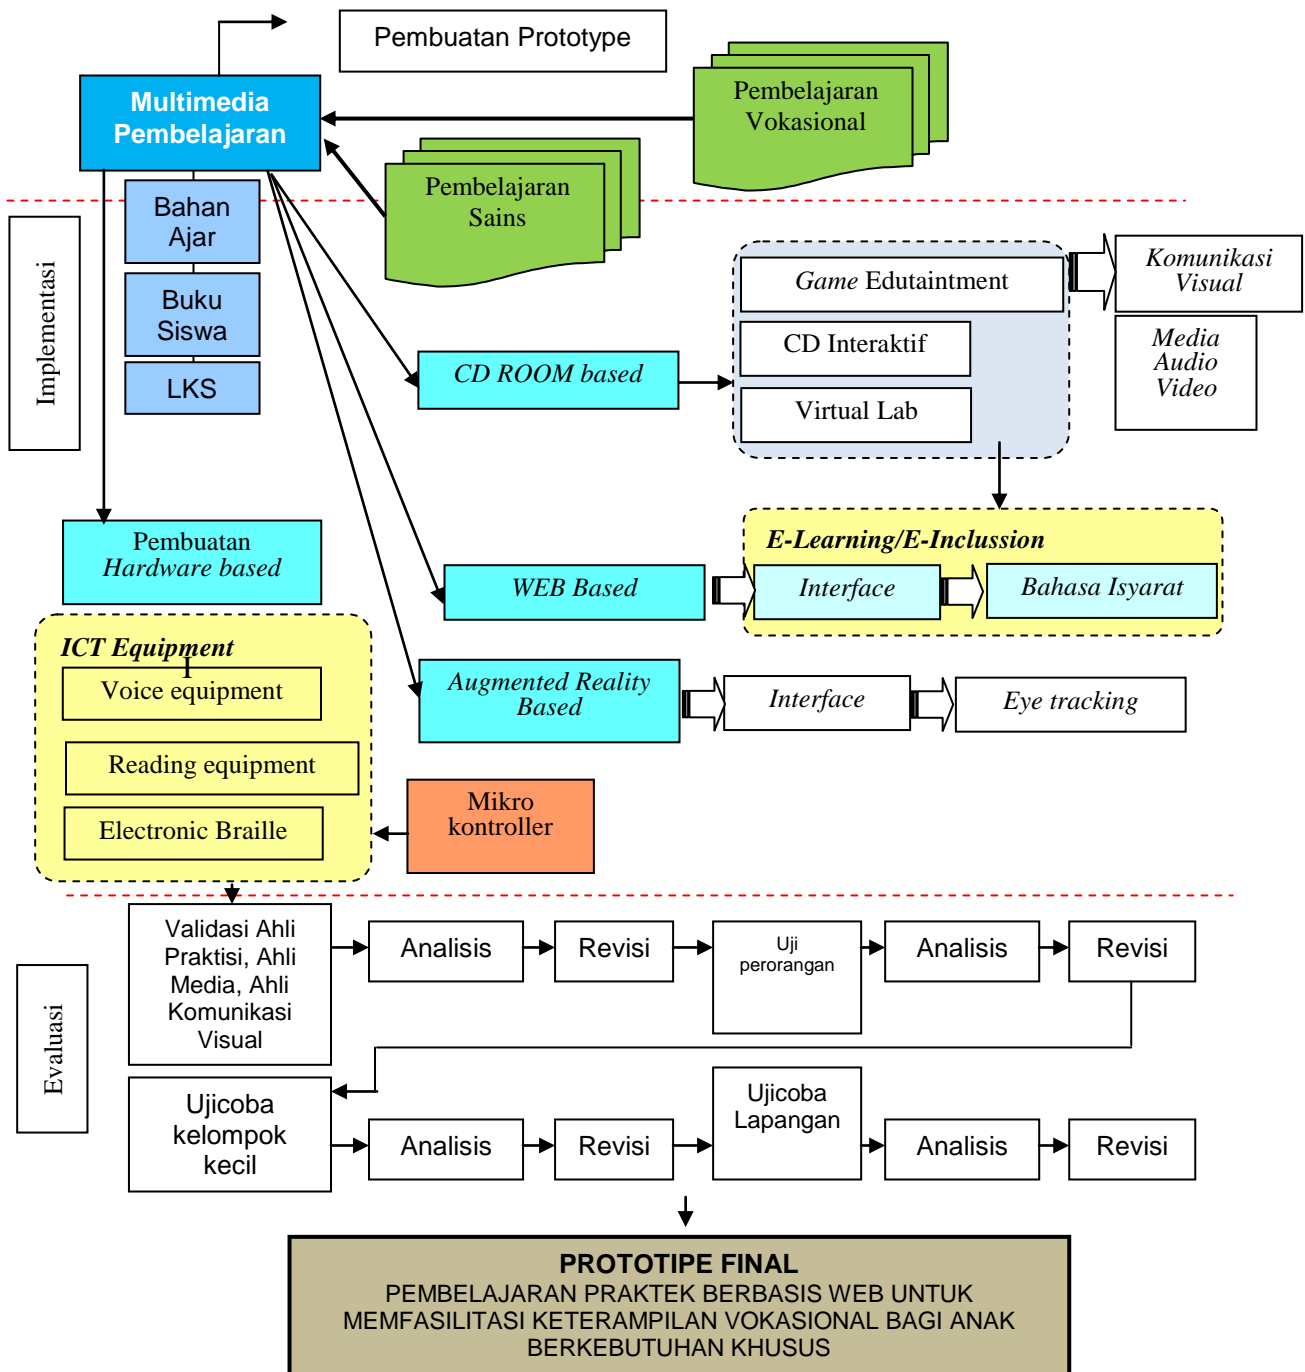 Pembuatan Prototype
Multimedia
Pembelajaran
Pembelajaran
Vokasional
Pembelajaran
Sains
Implementasi
Bahan
Ajar
Buku
Siswa
LKS
Game Edutaintment
CD Interaktif
Virtual Lab
Komunikasi
Visual
Media
Audio
Video
CD ROOM based
Pembuatan
Hardware based
E-Learning/E-Inclussion
WEB Based
Interface
Bahasa Isyarat
ICT Equipment
I
Voice equipment
Reading equipment
Electronic Braille
Augmented Reality
Based
Interface
Eye tracking
Mikro
kontroller
Evaluasi
Validasi Ahli
Praktisi, Ahli
Media, Ahli
Komunikasi
Visual
Analisis
Revisi
Uji
perorangan
Analisis
Revisi
Ujicoba
kelompok
kecil
Analisis
Revisi
Ujicoba
Lapangan
Analisis
Revisi
PROTOTIPE FINAL
PEMBELAJARAN PRAKTEK BERBASIS WEB UNTUK
MEMFASILITASI KETERAMPILAN VOKASIONAL BAGI ANAK
BERKEBUTUHAN KHUSUS